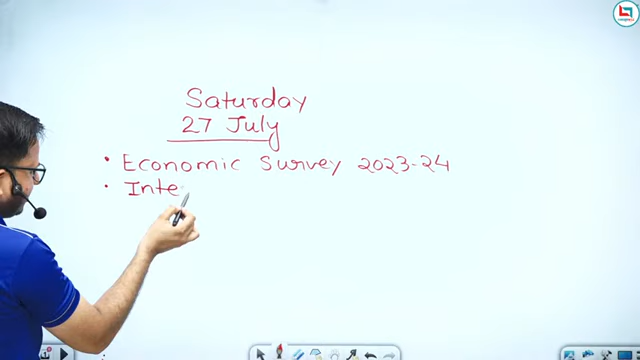 Saturday
27 July
• Economic Survey 2023-24
• Inte